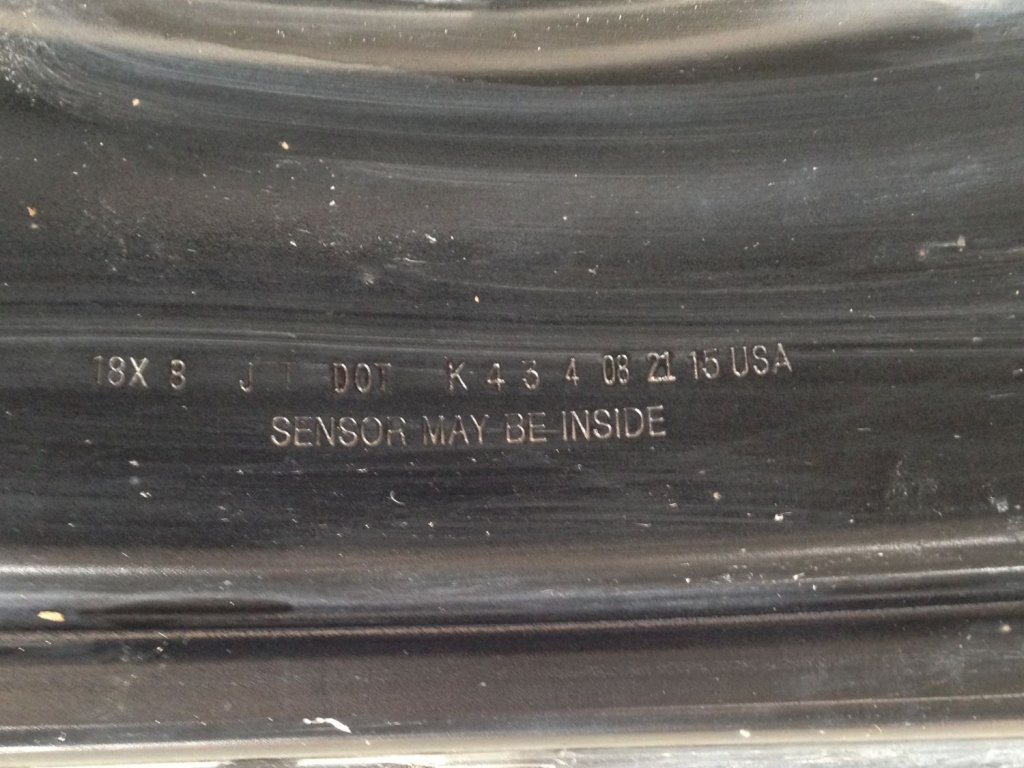 18X 8 J T DOT K 4 3 4 08 21 15 USA
SENSOR MAY BE INSIDE